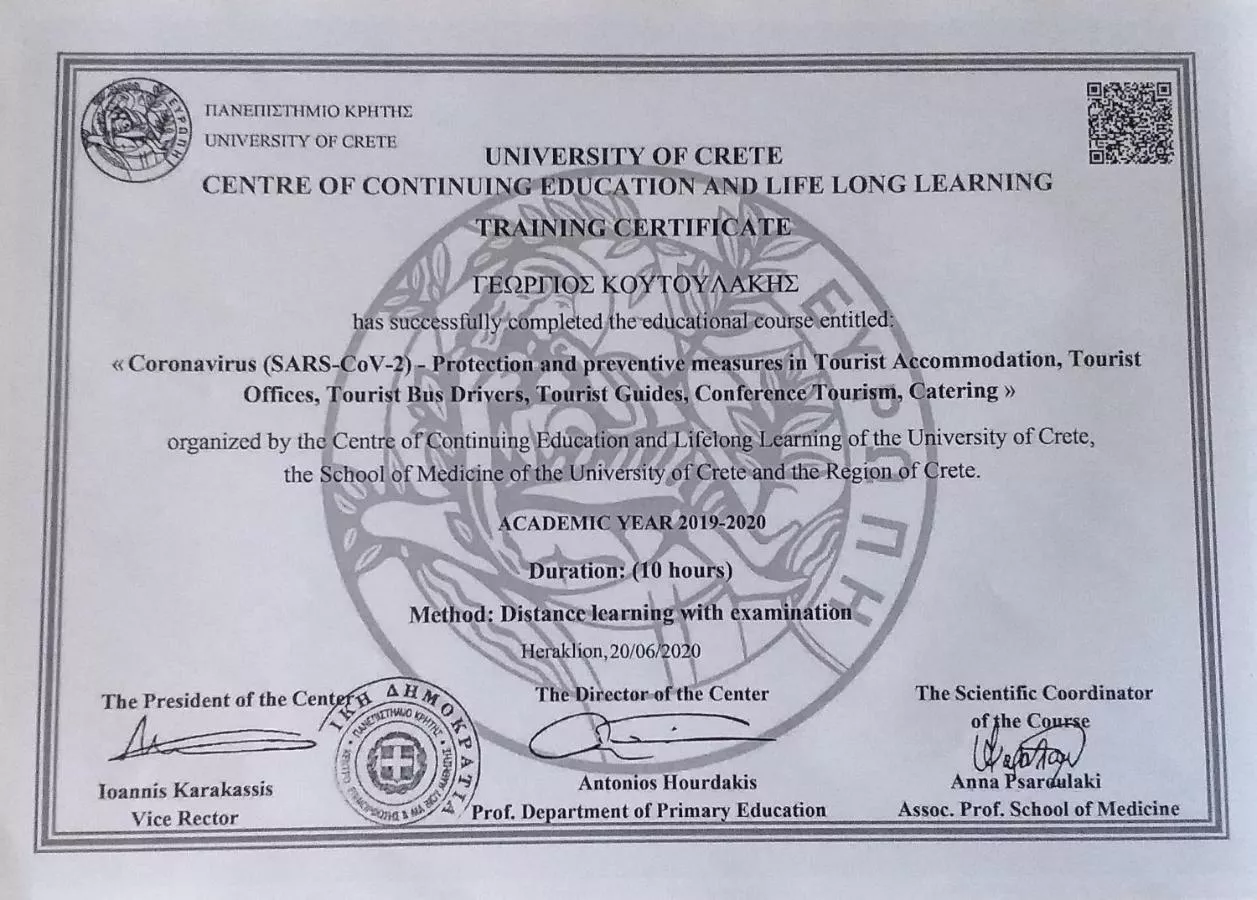 ΠΑΝΕΠΙΣΤΗΜΙΟ ΚΡΗΤΗΣ
UNIVERSITY OF CRETE
ΕΥΡΩΠΗ
UNIVERSITY OF CRETE
CENTRE OF CONTINUING EDUCATION AND LIFE LONG LEARNING
TRAINING CERTIFICATE
ΓΕΩΡΓΙΟΣ ΚΟΥΤΟΥΛΑΚΗΣ
has successfully completed the educational course entitled:
« Coronavirus (SARS-CoV-2) - Protection and preventive measures in Tourist Accommodation, Tourist
Offices, Tourist Bus Drivers, Tourist Guides, Conference Tourism, Catering »
organized by the Centre of Continuing Education and Lifelong Learning of the University of Crete,
the School of Medicine of the University of Crete and the Region of Crete.
ΕΥΡΩΠΗ
ACADEMIC YEAR 2019-2020
Duration: (10 hours)
Method: Distance learning with examination
Heraklion,20/06/2020
The President of the Center
Ioannis Karakassis
Vice Rector
ΙΚΗ ΔΗΜΟΚΡΑΤΙΑ
ΠΑΝΕΠΙΣΤΗΜΙΟ ΚΡΗΤΗΣ
The Director of the Center
Antonios Hourdakis
Prof. Department of Primary Education
The Scientific Coordinator
of the Course
Anna Psaroulaki
Assoc. Prof. School of Medicine